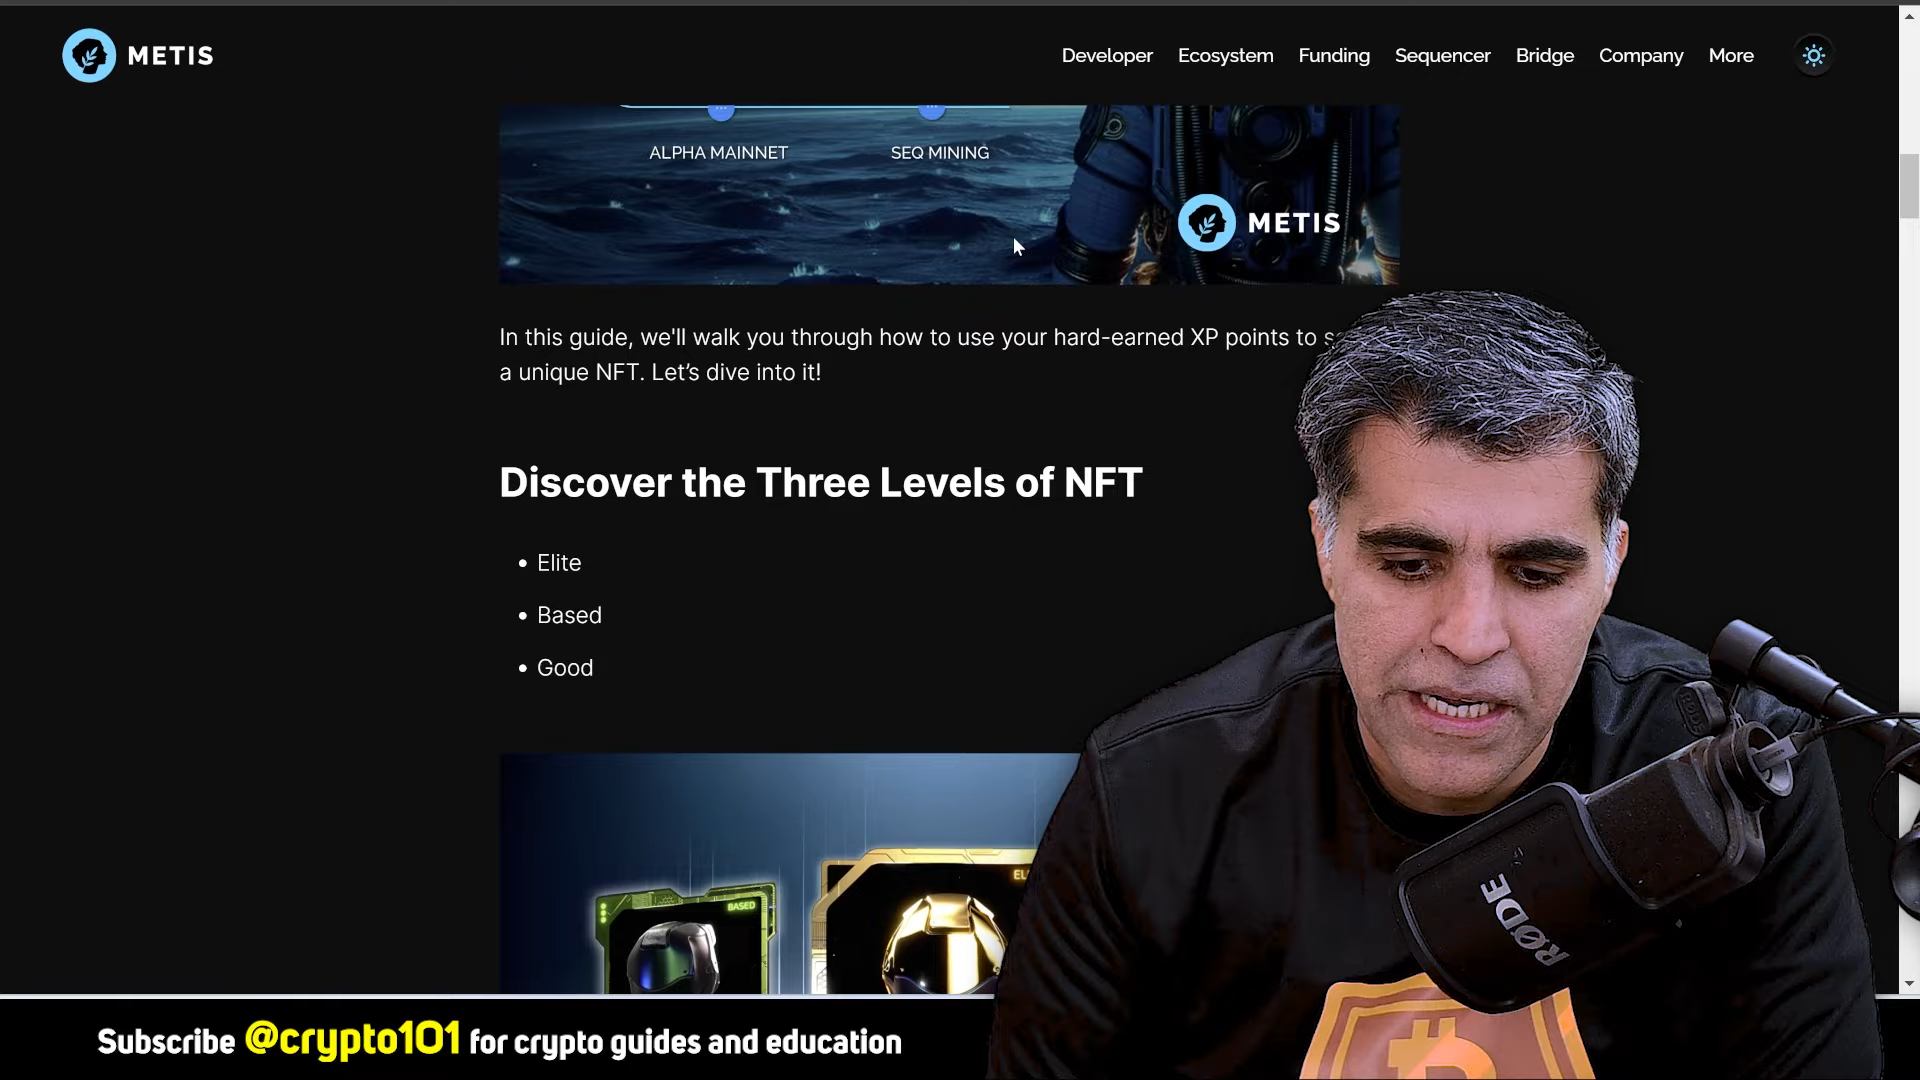 METIS
Developer Ecosystem Funding Sequencer Bridge Company More
ALPHA MAINNET SEQ MINING
METIS
In this guide, we'll walk you through how to use your hard-earned XP points to
a unique NFT. Let’s dive into it!
Discover the Three Levels of NFT
• Elite
• Based
• Good
BASED
RØDE
Subscribe @crypto101 for crypto guides and education